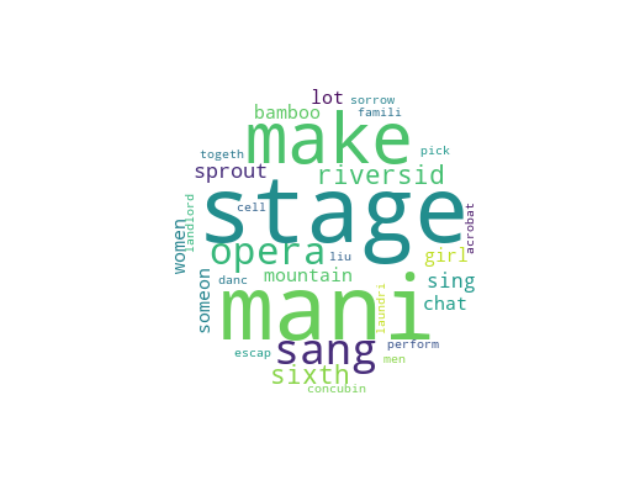 lot sorrow
bamboo famili
make
togeth pick
sprout riversid
stage
cell
landlord
acrobat
women
opera liu girl
mountain
someon danc sing
mani laundri chat
sang perform
escap men
sixth
concubin